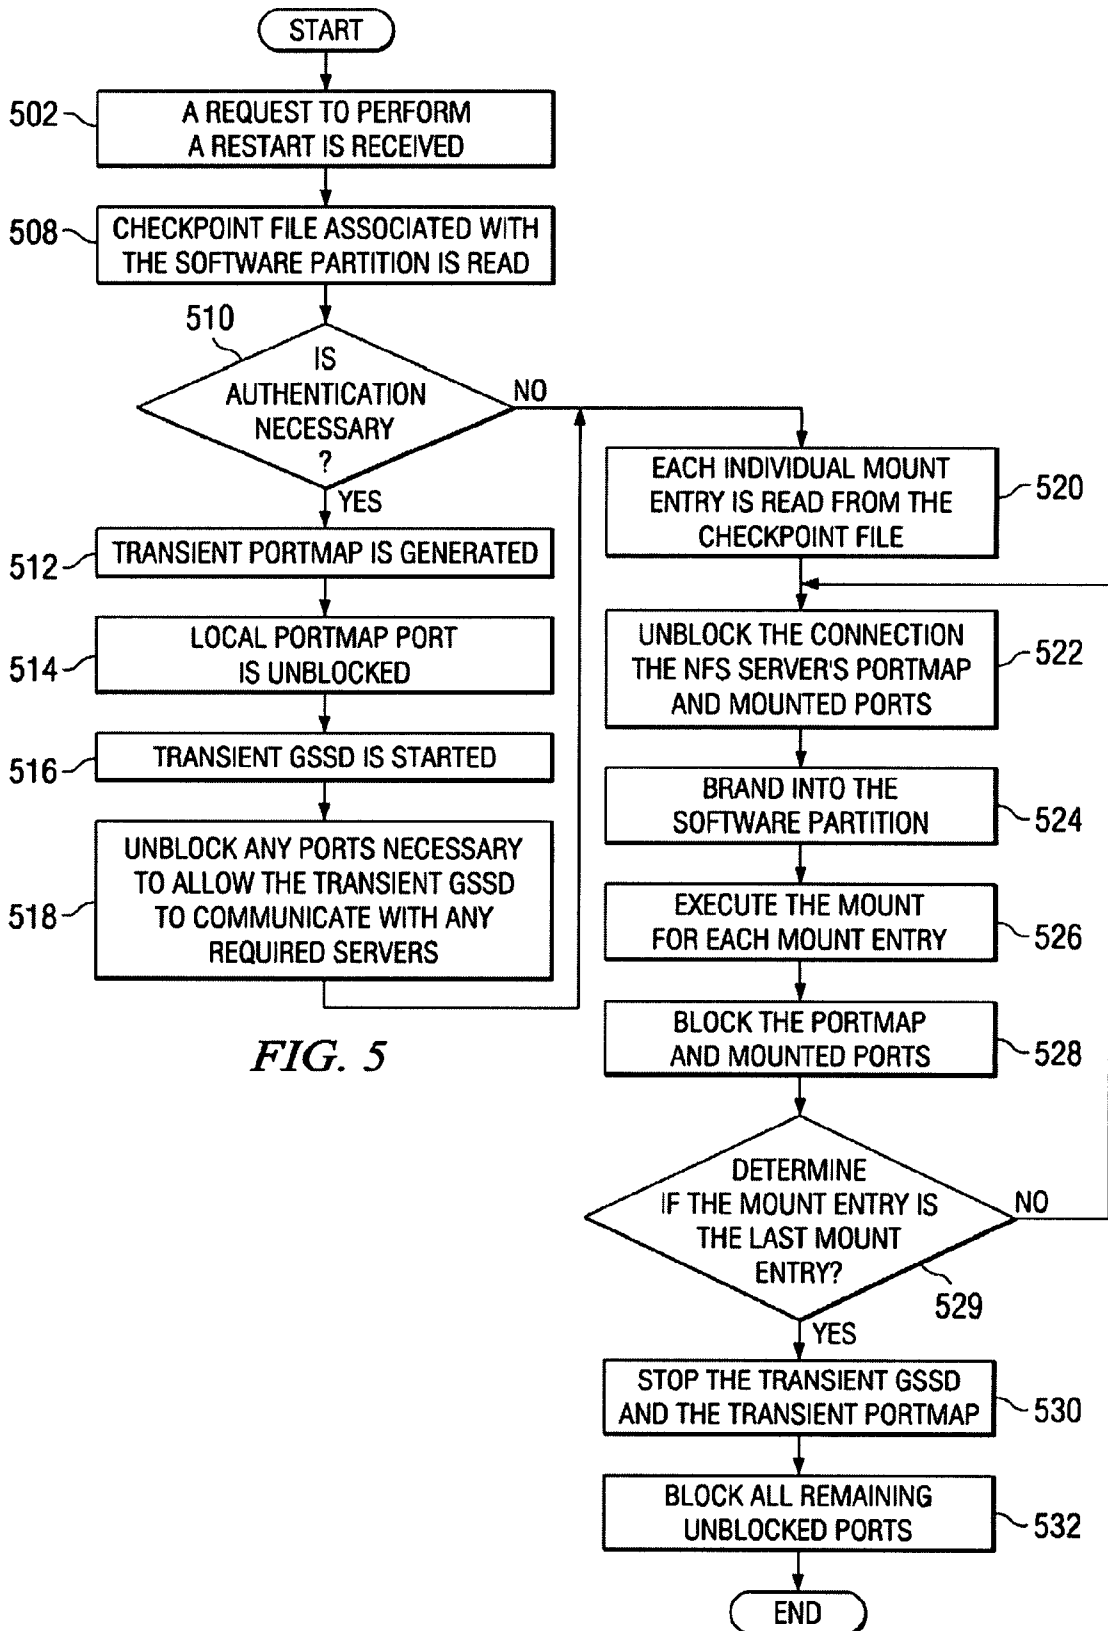 START
502
A REQUEST TO PERFORM
A RESTART IS RECEIVED
508
CHECKPOINT FILE ASSOCIATED WITH
THE SOFTWARE PARTITION IS READ
510
IS
AUTHENTICATION
NECESSARY
?
NO
YES
512
TRANSIENT PORTMAP IS GENERATED
514
LOCAL PORTMAP PORT
IS UNBLOCKED
516
TRANSIENT GSSD IS STARTED
518
UNBLOCK ANY PORTS NECESSARY
TO ALLOW THE TRANSIENT GSSD
TO COMMUNICATE WITH ANY
REQUIRED SERVERS
FIG. 5
EACH INDIVIDUAL MOUNT
ENTRY IS READ FROM THE
CHECKPOINT FILE
520
UNBLOCK THE CONNECTION
THE NFS SERVER'S PORTMAP
AND MOUNTED PORTS
522
BRAND INTO THE
SOFTWARE PARTITION
524
EXECUTE THE MOUNT
FOR EACH MOUNT ENTRY
526
BLOCK THE PORTMAP
AND MOUNTED PORTS
528
DETERMINE
IF THE MOUNT ENTRY IS
THE LAST MOUNT
ENTRY?
NO
529
YES
STOP THE TRANSIENT GSSD
AND THE TRANSIENT PORTMAP
530
BLOCK ALL REMAINING
UNBLOCKED PORTS
532
END